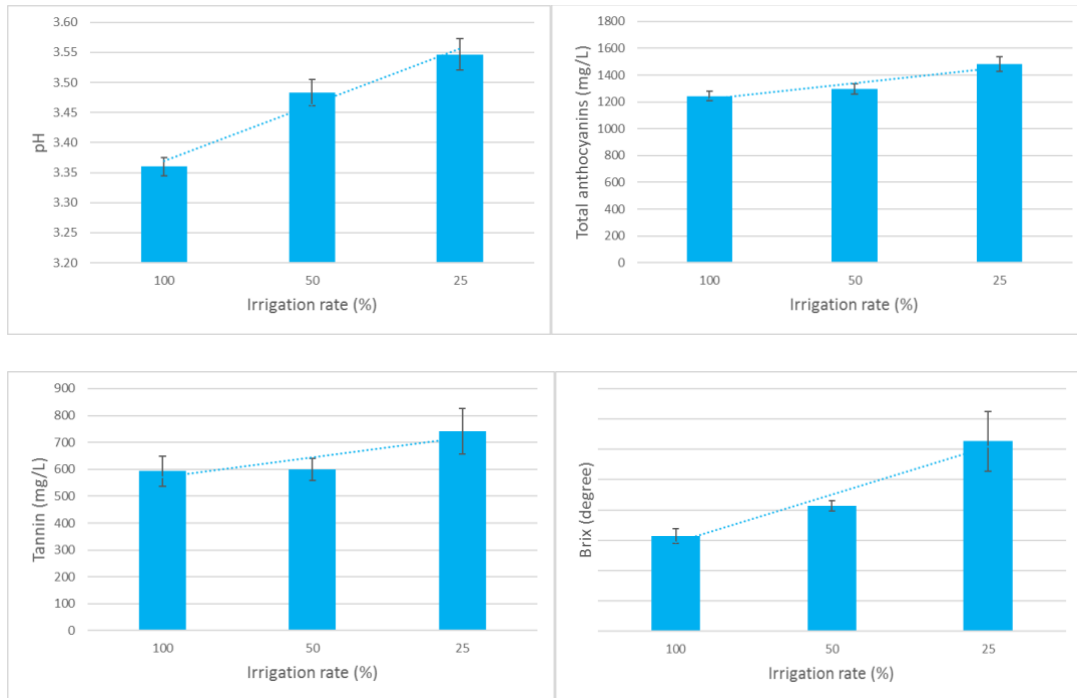 3.60
3.55
3.50
3.45
3.40
3.35
3.30
3.25
3.20
pH
100 50 25
Irrigation rate (%)
1800
1600
1400
1200
1000
800
600
400
200
0
Total anthocyanins (mg/L)
100 50 25
Irrigation rate (%)
900
800
700
600
500
400
300
200
100
0
Tannin (mg/L)
100 50 25
Irrigation rate (%)
Brix (degree)
100 50 25
Irrigation rate (%)